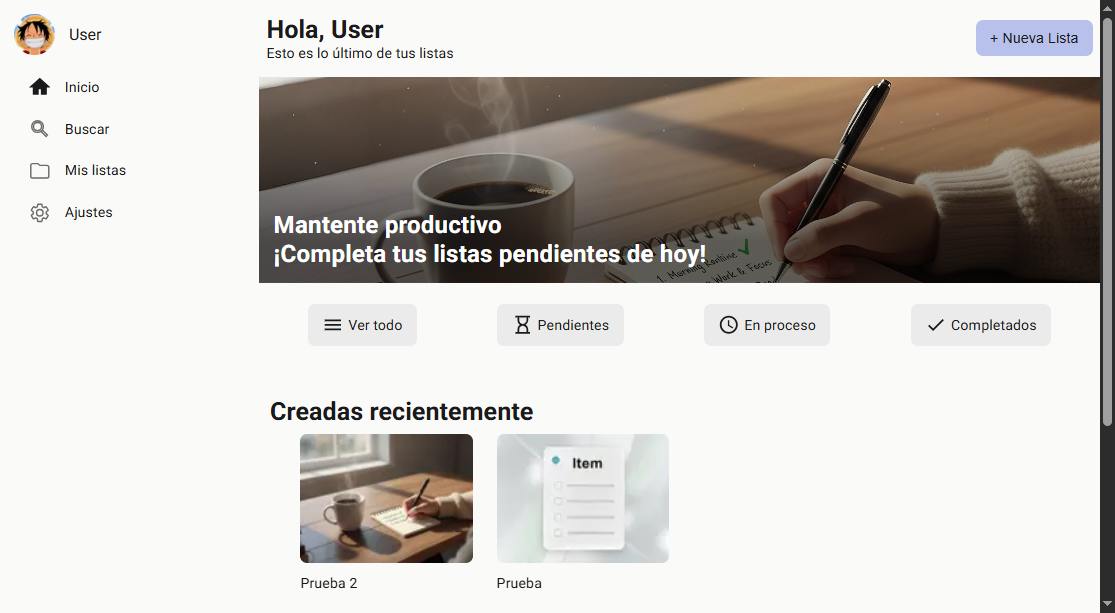 User
Inicio
Buscar
Mis listas
Ajustes
Hola, User
Esto es lo último de tus listas
+ Nueva Lista
Mantente productivo
¡Completa tus listas pendientes de hoy!
1. Morning Routine
Work & Focus
Ver todo
Pendientes
En proceso
Completados
Creadas recientemente
Item
Prueba 2
Prueba